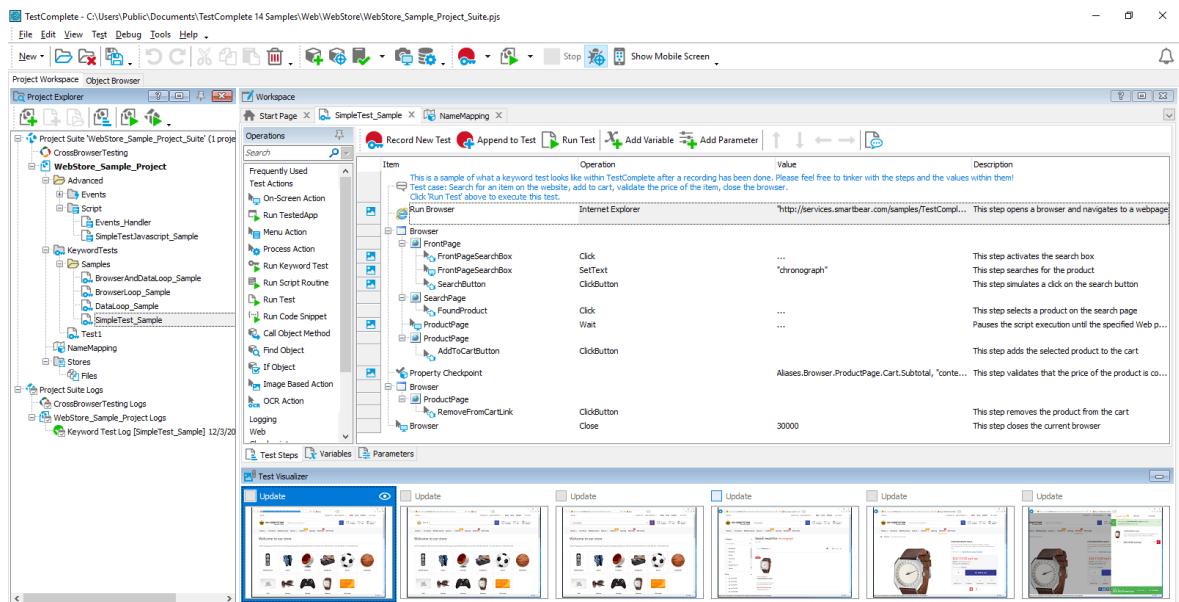 TestComplete - C:\Users\Public\Documents\TestComplete 14 Samples\Web\WebStore\WebStore_Sample_Project_Suite.pjs
File Edit View Test Debug Tools Help
New Stop Show Mobile Screen
Project Workspace Object Browser
Project Explorer
Project Suite 'WebStore_Sample_Project_Suite' (1 proje
CrossBrowserTesting
WebStore_Sample_Project
Advanced
Events
Script
Events_Handler
SimpleTestJavascript_Sample
KeywordTests
Samples
BrowserAndDataLoop_Sample
BrowserLoop_Sample
DataLoop_Sample
SimpleTest_Sample
Test1
NameMapping
Stores
Files
Project Suite Logs
CrossBrowserTesting Logs
WebStore_Sample_Project Logs
Keyword Test Log [SimpleTest_Sample] 12/3/20
Workspace
Start Page SimpleTest_Sample NameMapping
Operations
Search
Frequently Used
Test Actions
On-Screen Action
Run TestedApp
Menu Action
Process Action
Run Keyword Test
Run Script Routine
Run Test
Run Code Snippet
Call Object Method
Find Object
If Object
Image Based Action
OCR Action
Logging
Web
Record New Test Append to Test Run Test Add Variable Add Parameter
Item Operation Value Description
This is a sample of what a keyword test looks like within TestComplete after a recording has been done. Please feel free to tinker with the steps and the values within them!
Test case: Search for an item on the website, add to cart, validate the price of the item, close the browser.
Click 'Run Test' above to execute this test.
Run Browser Internet Explorer "http://services.smartbear.com/samples/TestCompl... This step opens a browser and navigates to a webpage
Browser
FrontPage
FrontPageSearchBox Click ... This step activates the search box
FrontPageSearchBox SetText "chronograph" This step searches for the product
SearchButton ClickButton This step simulates a click on the search button
SearchPage
FoundProduct Click ... This step selects a product on the search page
ProductPage Wait ... Pauses the script execution until the specified Web p...
ProductPage
AddToCartButton ClickButton This step adds the selected product to the cart
Property Checkpoint Aliases.Browser.ProductPage.Cart.Subtotal, "conte... This step validates that the price of the product is co...
Browser
ProductPage
RemoveFromCartLink ClickButton This step removes the product from the cart
Browser Close 30000 This step closes the current browser
Test Steps Variables Parameters
Test Visualizer
Update Update Update Update Update Update
Welcome to our store Welcome to our store Welcome to our store